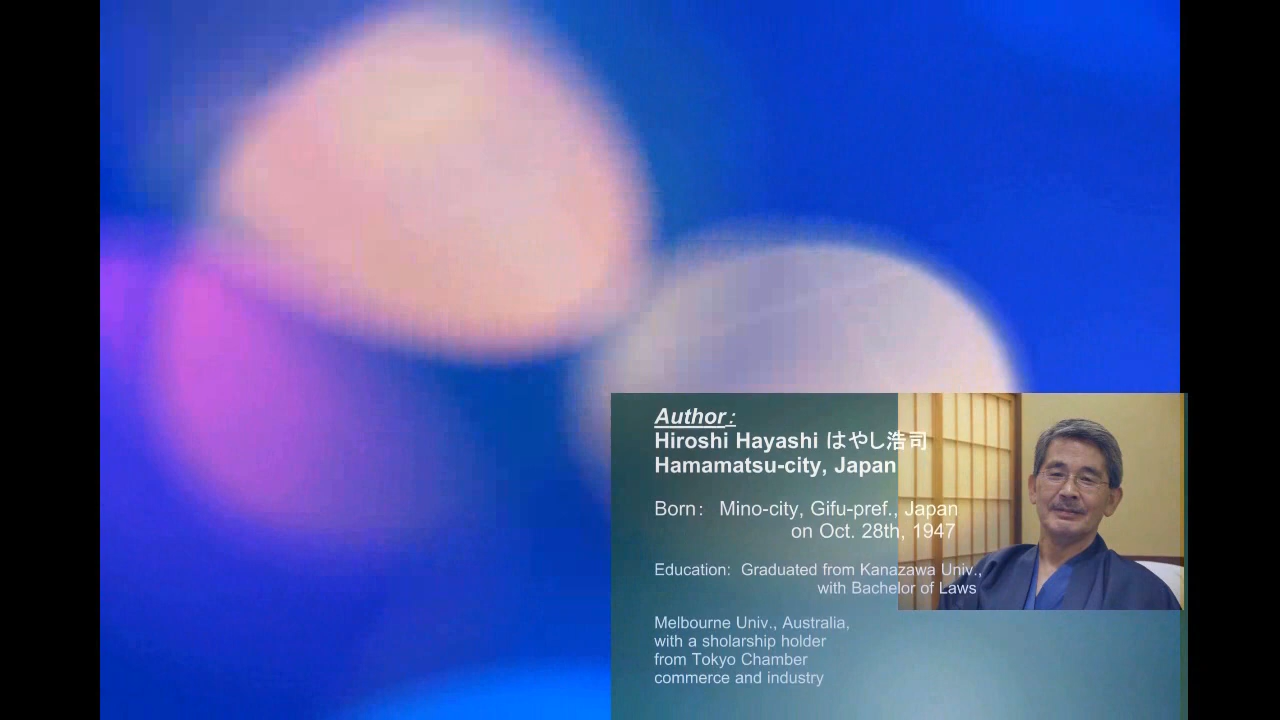 Author:
Hiroshi Hayashi はやし浩司
Hamamatsu-city, Japan
Born: Mino-city, Gifu-pref., Japan
on Oct. 28th, 1947
Education: Graduated from Kanazawa Univ.,
with Bachelor of Laws
Melbourne Univ., Australia,
with a sholarship holder
from Tokyo Chamber
commerce and industry